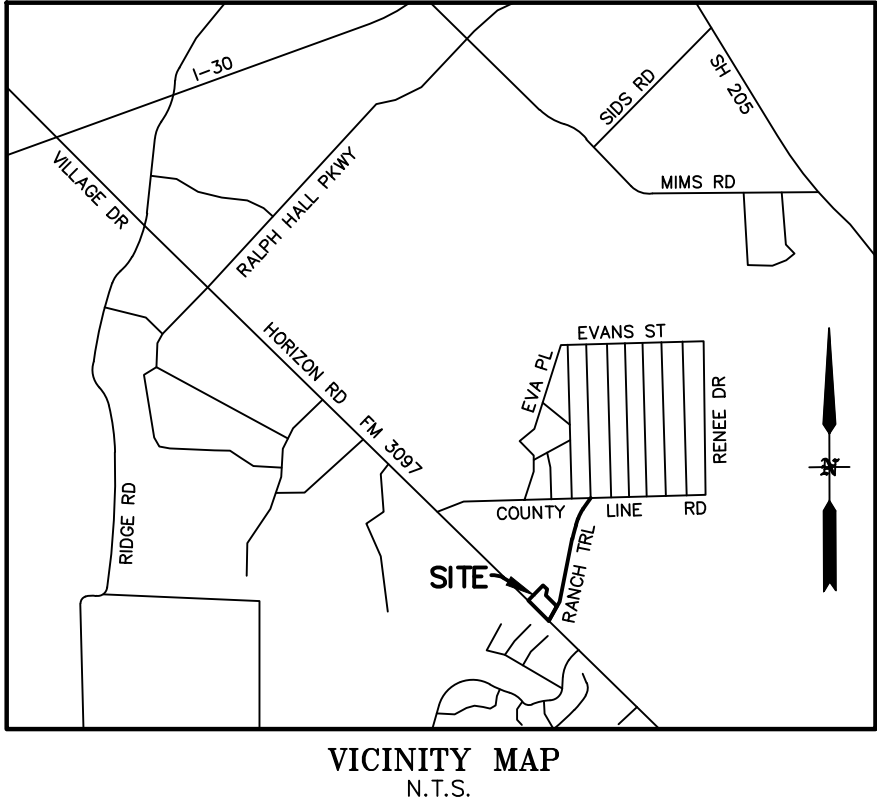 I-30
VILLAGE DR
RALPH HALL PKWY
SIDS RD
SH 205
MIMS RD
HORIZON RD
FM 3097
EVANS ST
EVA PL
RENEE DR
COUNTY LINE RD
RIDGE RD
RANCH TRL
SITE
N
VICINITY MAP
N.T.S.